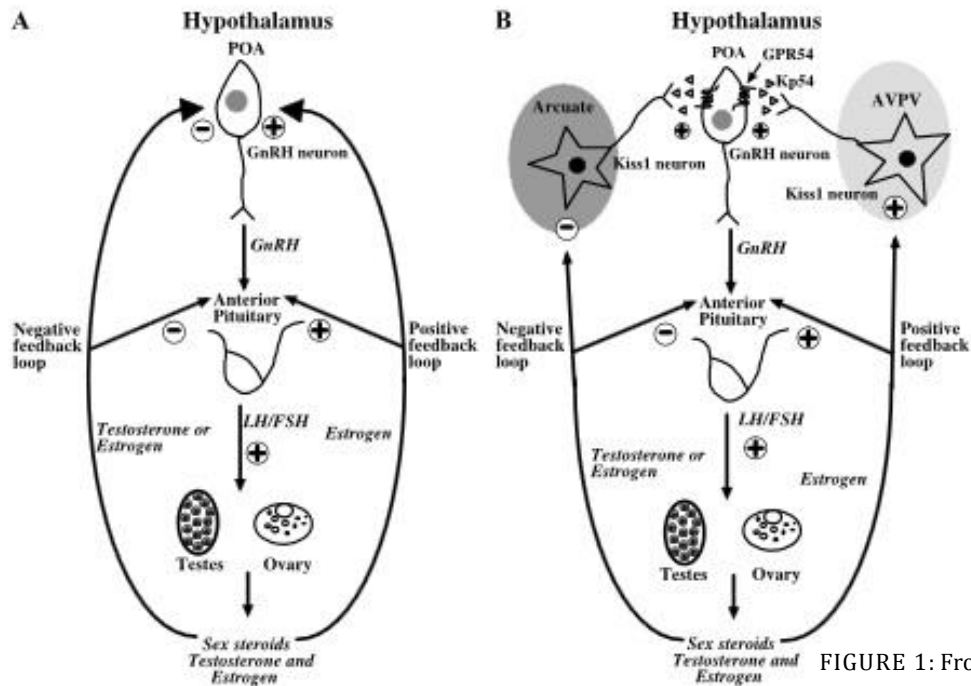 A
Hypothalamus
POA
GnRH neuron
GnRH
Anterior
Pituitary
Negative
feedback
loop
Positive
feedback
loop
LH/FSH
Testosterone or
Estrogen
Estrogen
Testes
Ovary
Sex steroids
Testosterone and
Estrogen
B
Hypothalamus
POA
GPR54
Kp54
Arcuate
AVPV
Kiss1 neuron
GnRH neuron
Kiss1 neuron
GnRH
Anterior
Pituitary
Negative
feedback
loop
Positive
feedback
loop
LH/FSH
Testosterone or
Estrogen
Estrogen
Testes
Ovary
Sex steroids
Testosterone and
Estrogen
FIGURE 1: Fro